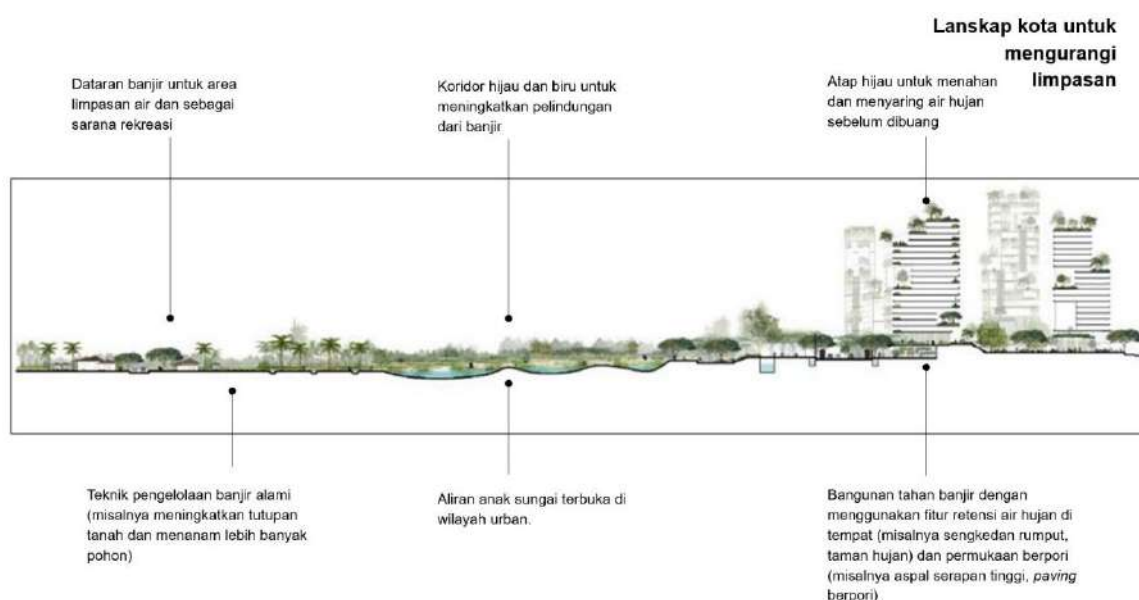 Lanskap kota untuk
mengurangi
limpasan
Dataran banjir untuk area
limpasan air dan sebagai
sarana rekreasi
Koridor hijau dan biru untuk
meningkatkan pelindungan
dari banjir
Atap hijau untuk menahan
dan menyaring air hujan
sebelum dibuang
Teknik pengelolaan banjir alami
(misalnya meningkatkan tutupan
tanah dan menanam lebih banyak
pohon)
Aliran anak sungai terbuka di
wilayah urban.
Bangunan tahan banjir dengan
menggunakan fitur retensi air hujan di
tempat (misalnya sengkedan rumput,
taman hujan) dan permukaan berpori
(misalnya aspal serapan tinggi, paving
berpori)